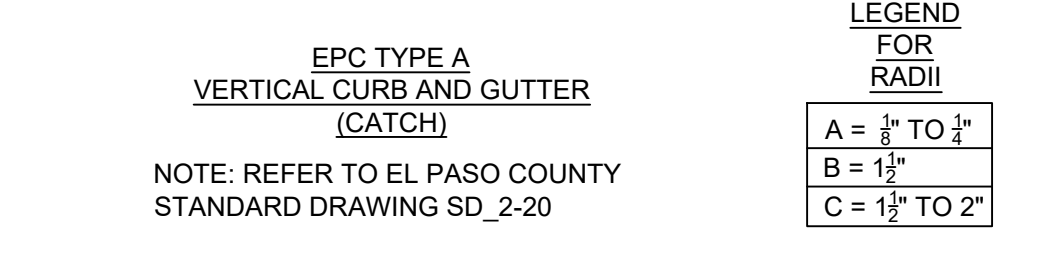 EPC TYPE A
VERTICAL CURB AND GUTTER
(CATCH)
NOTE: REFER TO EL PASO COUNTY
STANDARD DRAWING SD_2-20
LEGEND
FOR
RADII
A = 1/8" TO 1/4"
B = 1 1/2"
C = 1 1/2" TO 2"